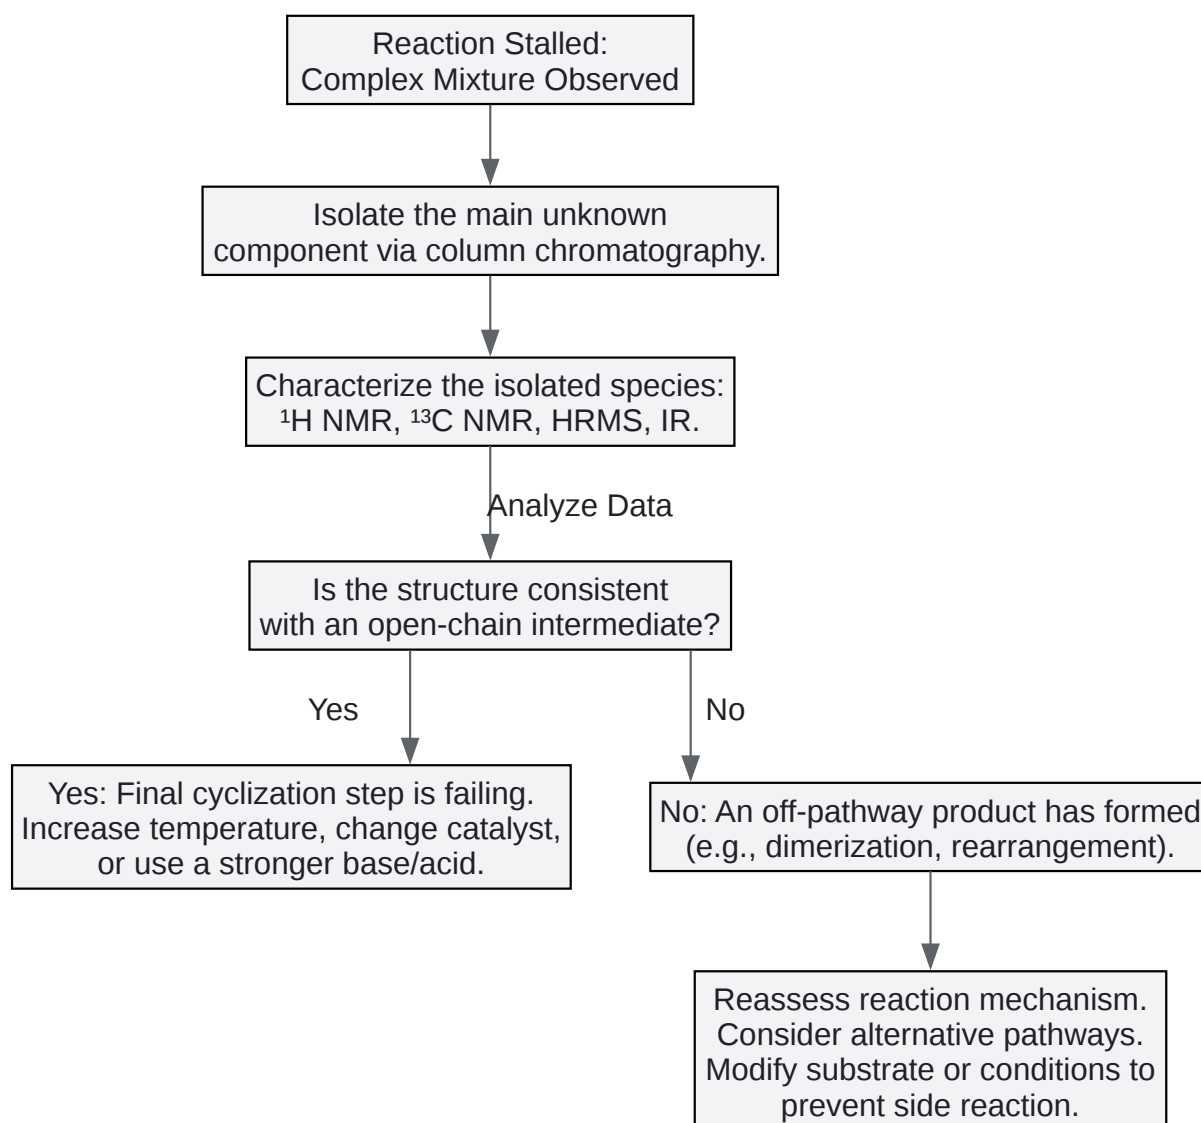 Reaction Stalled:
Complex Mixture Observed
Isolate the main unknown
component via column chromatography.
Characterize the isolated species:
¹H NMR, ¹³C NMR, HRMS, IR.
Analyze Data
Is the structure consistent
with an open-chain intermediate?
Yes
No
Yes: Final cyclization step is failing.
Increase temperature, change catalyst,
or use a stronger base/acid.
No: An off-pathway product has formed
(e.g., dimerization, rearrangement).
Reassess reaction mechanism.
Consider alternative pathways.
Modify substrate or conditions to
prevent side reaction.